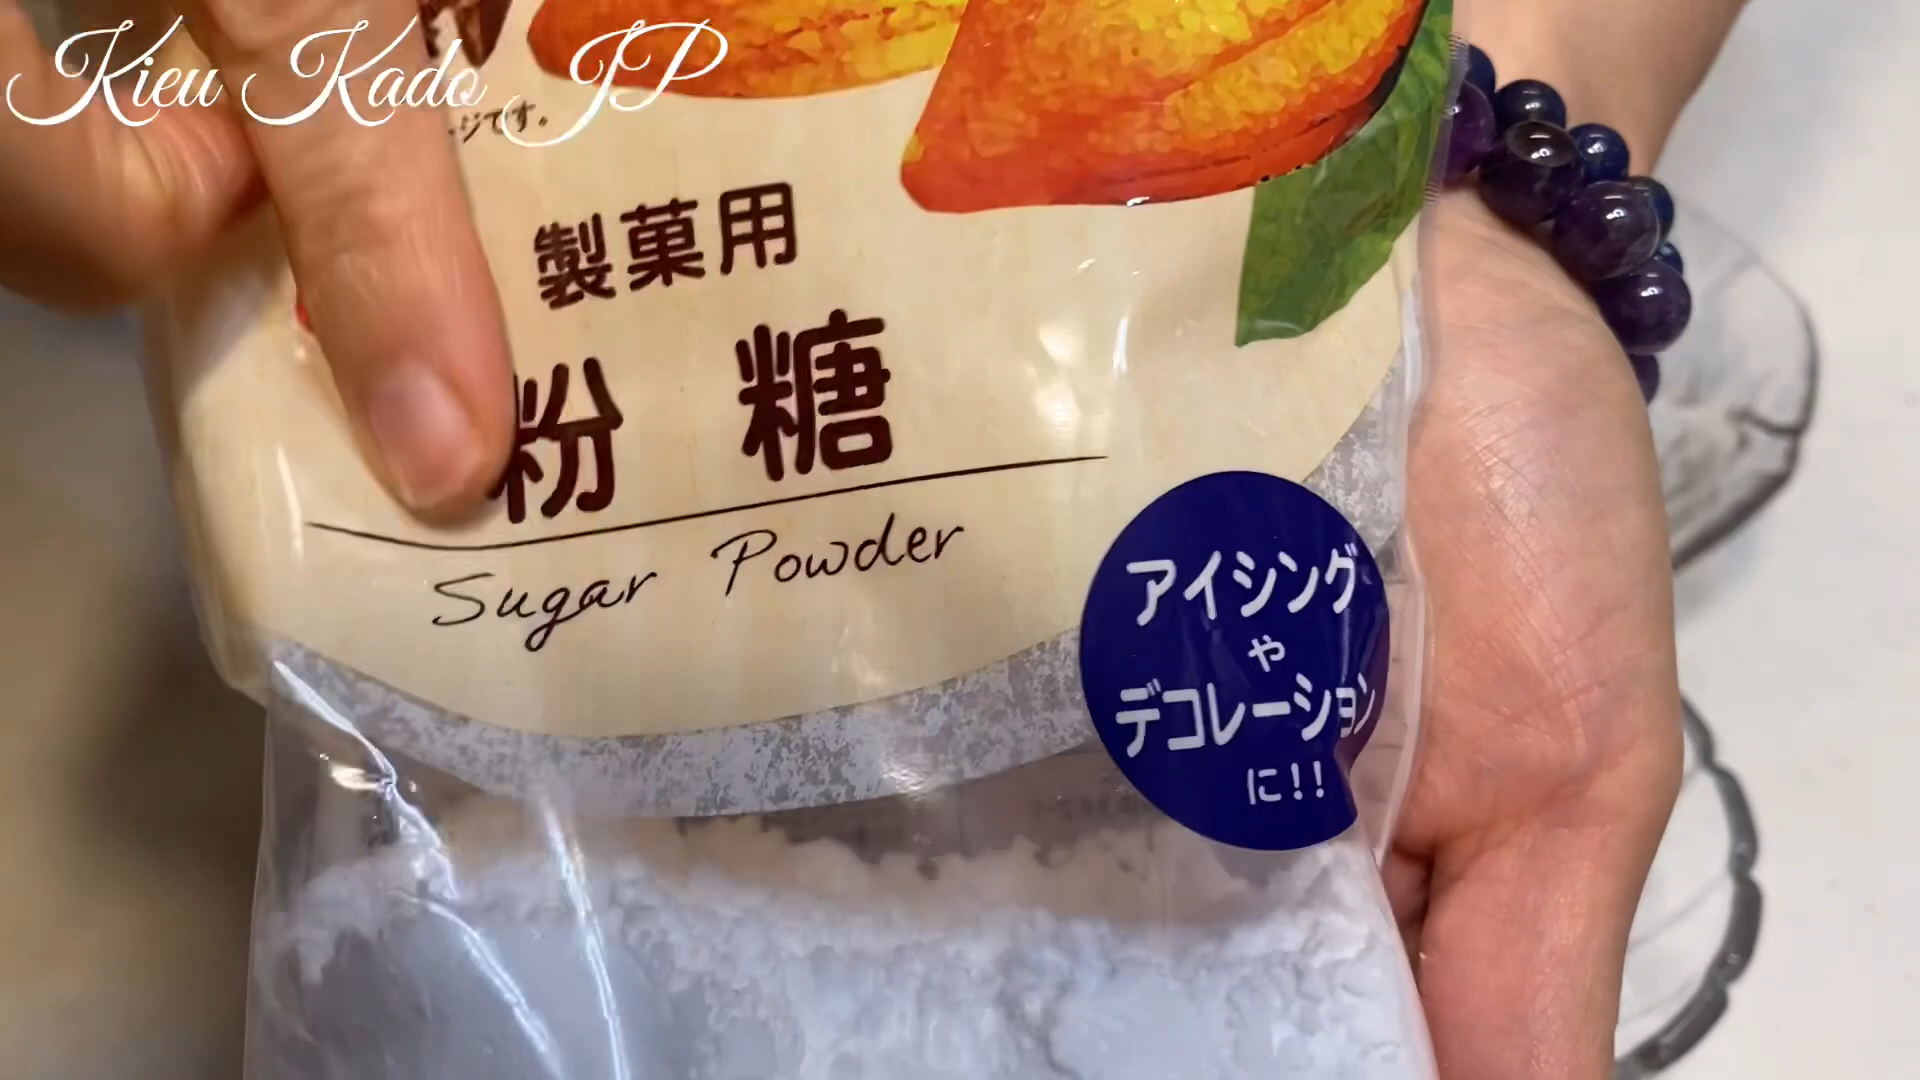 Kieu Kado JP
ジです。
製菓用
粉糖
Sugar Powder
アイシング
や
デコレーション
に!!